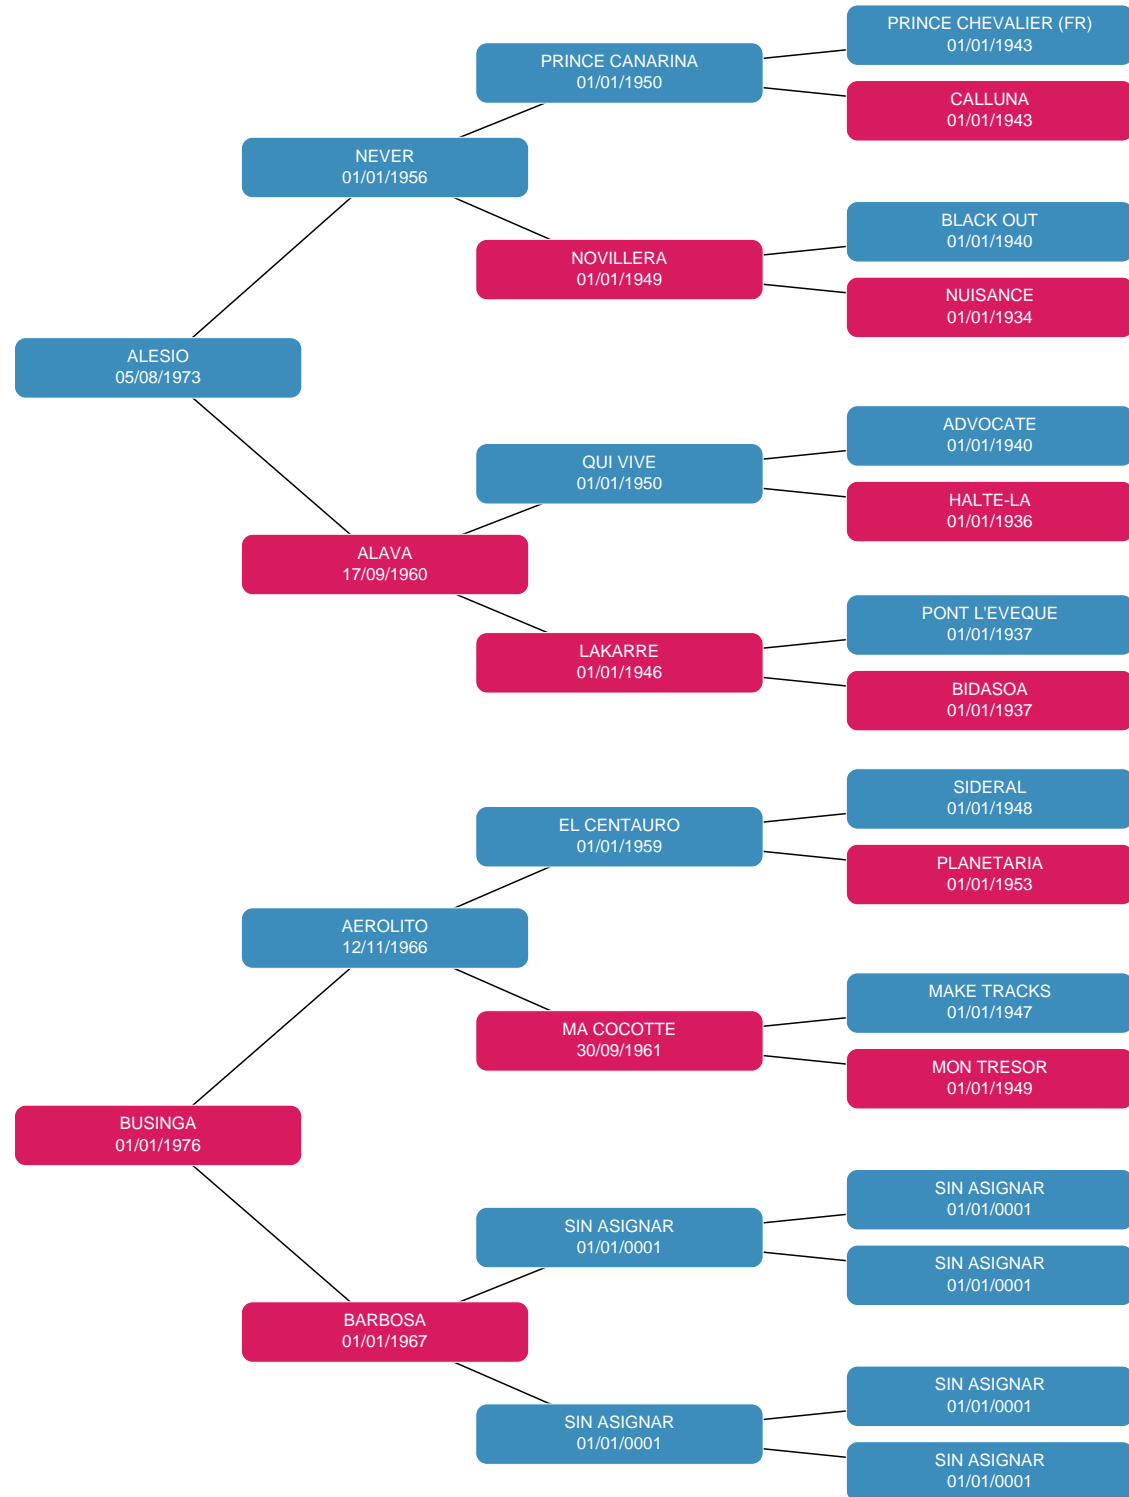 PRINCE CHEVALIER (FR)
01/01/1943
PRINCE CANARINA
01/01/1950
CALLUNA
01/01/1943
NEVER
01/01/1956
BLACK OUT
01/01/1940
NOVILLERA
01/01/1949
NUISANCE
01/01/1934
ALESIO
05/08/1973
ADVOCATE
01/01/1940
QUI VIVE
01/01/1950
HALTE-LA
01/01/1936
ALAVA
17/09/1960
PONT L'EVEQUE
01/01/1937
LAKARRE
01/01/1946
BIDASOA
01/01/1937
SIDERAL
01/01/1948
EL CENTAURO
01/01/1959
PLANETARIA
01/01/1953
AEROLITO
12/11/1966
MAKE TRACKS
01/01/1947
MA COCOTTE
30/09/1961
MON TRESOR
01/01/1949
BUSINGA
01/01/1976
SIN ASIGNAR
01/01/0001
SIN ASIGNAR
01/01/0001
SIN ASIGNAR
01/01/0001
BARBOSA
01/01/1967
SIN ASIGNAR
01/01/0001
SIN ASIGNAR
01/01/0001
SIN ASIGNAR
01/01/0001